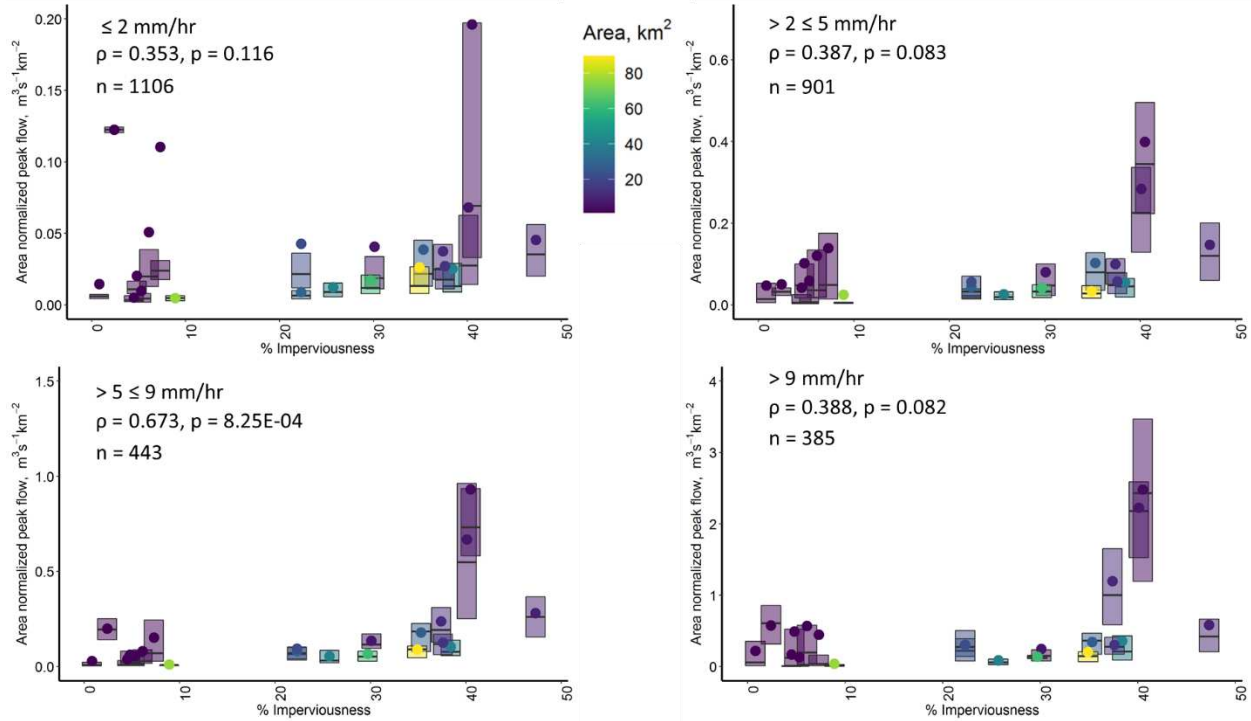 ≤ 2 mm/hr
ρ = 0.353, p = 0.116
n = 1106
Area normalized peak flow, m³s⁻¹km⁻²
0.20
0.15
0.10
0.05
0.00
0
10
20
30
40
50
% Imperviousness
Area, km²
80
60
40
20
> 2 ≤ 5 mm/hr
ρ = 0.387, p = 0.083
n = 901
Area normalized peak flow, m³s⁻¹km⁻²
0.6
0.4
0.2
0.0
0
10
20
30
40
50
% Imperviousness
> 5 ≤ 9 mm/hr
ρ = 0.673, p = 8.25E-04
n = 443
Area normalized peak flow, m³s⁻¹km⁻²
1.5
1.0
0.5
0.0
0
10
20
30
40
50
% Imperviousness
> 9 mm/hr
ρ = 0.388, p = 0.082
n = 385
Area normalized peak flow, m³s⁻¹km⁻²
4
3
2
1
0
0
10
20
30
40
50
% Imperviousness